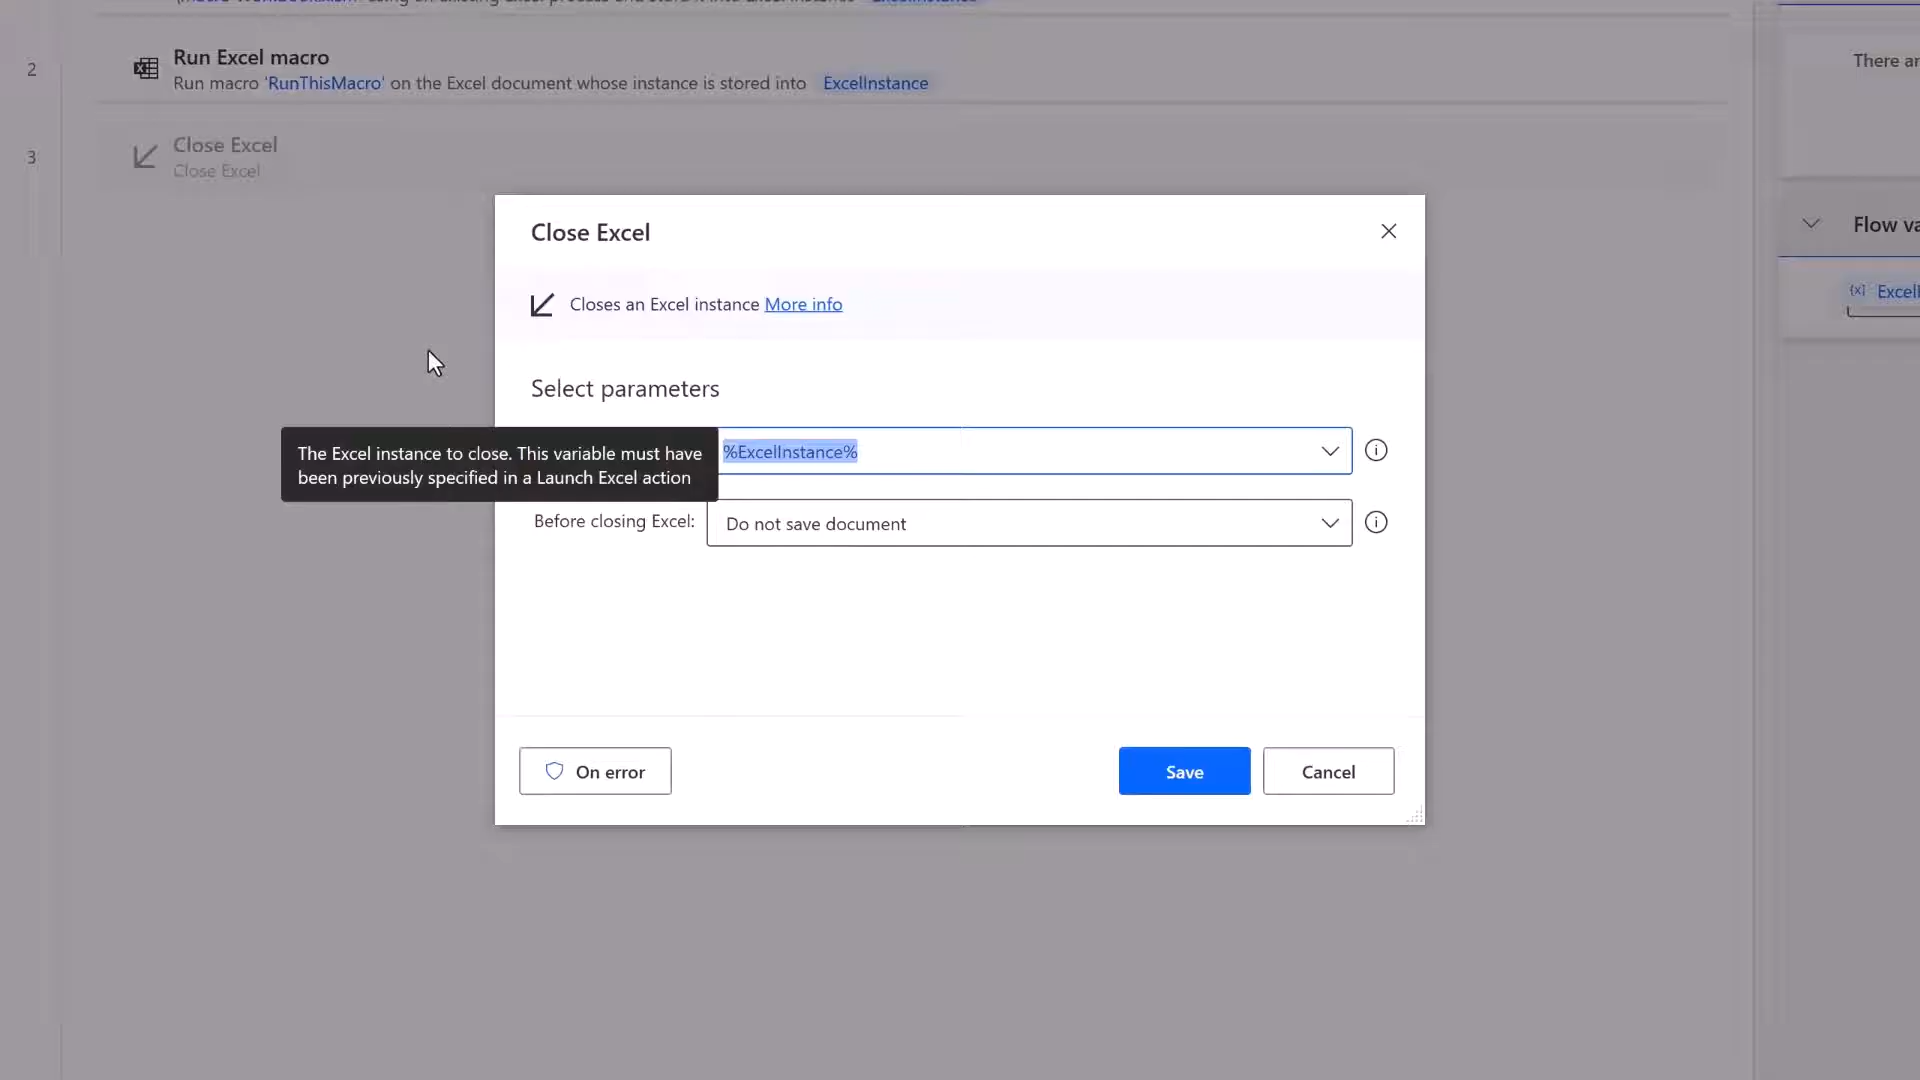 2
Run Excel macro
Run macro 'RunThisMacro' on the Excel document whose instance is stored into ExcelInstance
3
Close Excel
Close Excel
There ar
Flow va
{x} Excell
Close Excel
Closes an Excel instance More info
Select parameters
%ExcelInstance%
The Excel instance to close. This variable must have
been previously specified in a Launch Excel action
Before closing Excel: Do not save document
On error
Save
Cancel